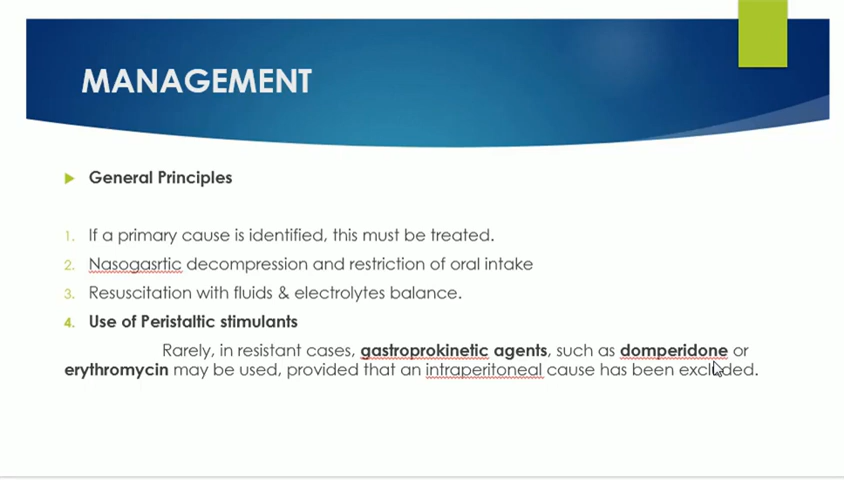 MANAGEMENT
General Principles
1. If a primary cause is identified, this must be treated.
2. Nasogasrtic decompression and restriction of oral intake
3. Resuscitation with fluids & electrolytes balance.
4. Use of Peristaltic stimulants
Rarely, in resistant cases, gastroprokinetic agents, such as domperidone or
erythromycin may be used, provided that an intraperitoneal cause has been excluded.